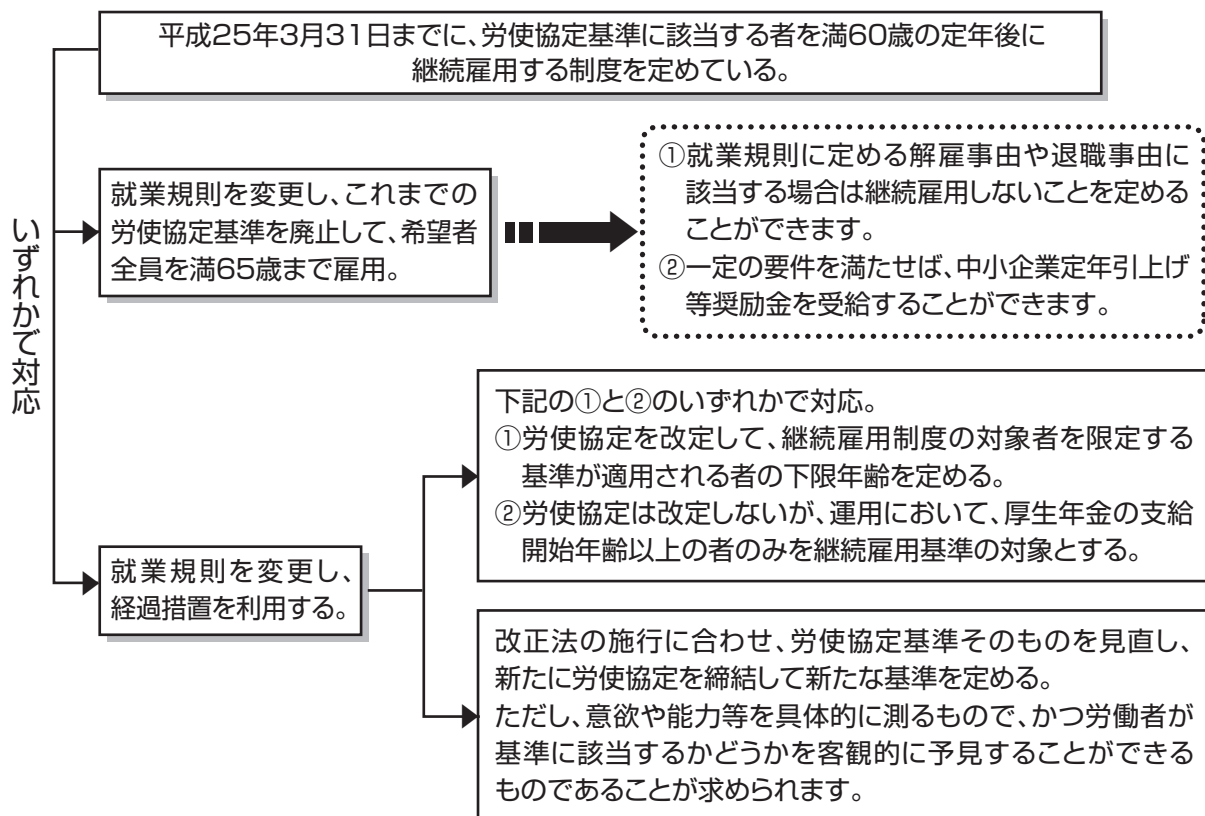 平成25年3月31日までに、労使協定基準に該当する者を満60歳の定年後に
継続雇用する制度を定めている。
いずれかで対応
就業規則を変更し、これまでの
労使協定基準を廃止して、希望者
全員を満65歳まで雇用。
①就業規則に定める解雇事由や退職事由に
該当する場合は継続雇用しないことを定める
ことができます。
②一定の要件を満たせば、中小企業定年引上げ
等奨励金を受給することができます。
就業規則を変更し、
経過措置を利用する。
下記の①と②のいずれかで対応。
①労使協定を改定して、継続雇用制度の対象者を限定する
基準が適用される者の下限年齢を定める。
②労使協定は改定しないが、運用において、厚生年金の支給
開始年齢以上の者のみを継続雇用基準の対象とする。
改正法の施行に合わせ、労使協定基準そのものを見直し、
新たに労使協定を締結して新たな基準を定める。
ただし、意欲や能力等を具体的に測るもので、かつ労働者が
基準に該当するかどうかを客観的に予見することができる
ものであることが求められます。